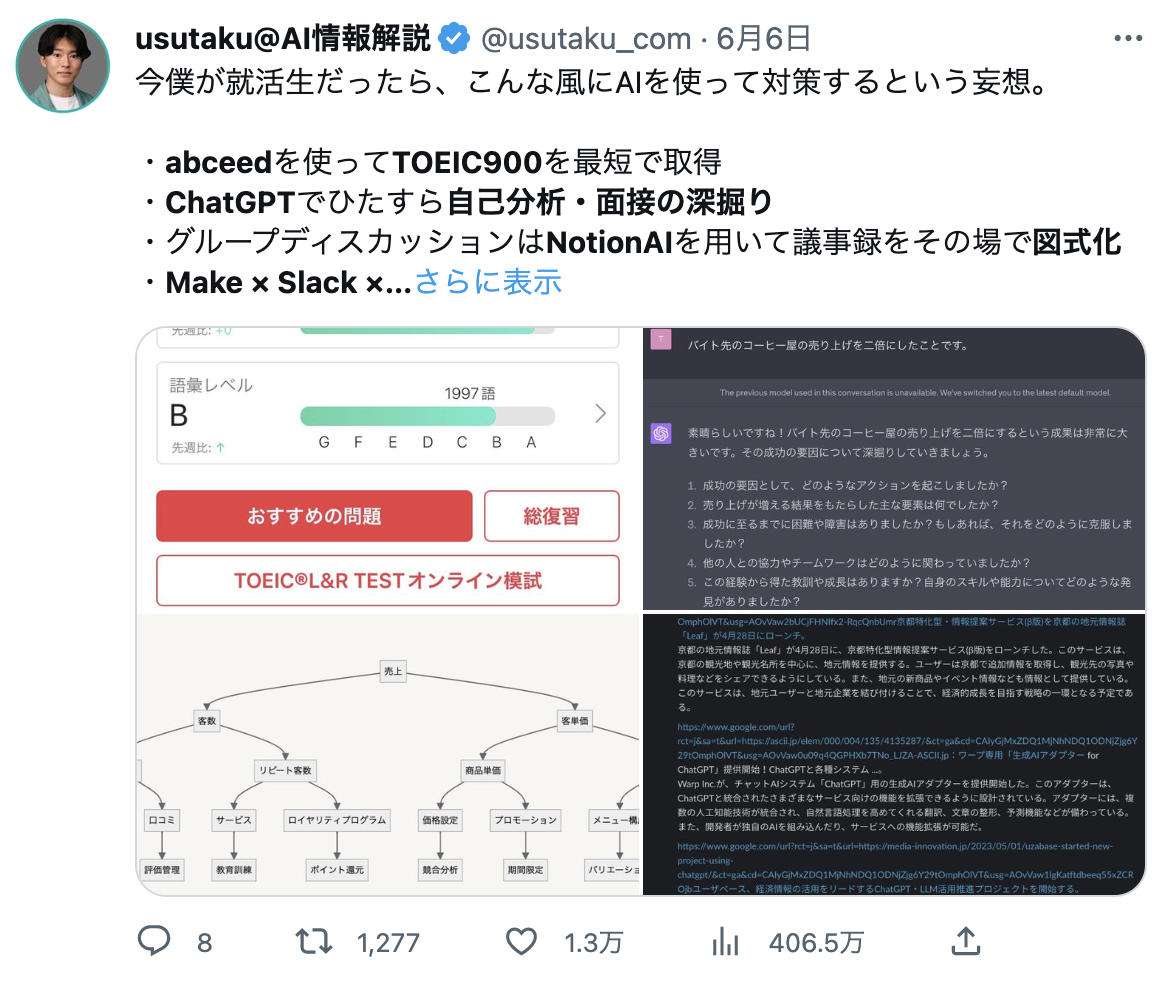 usutaku@AI情報解説 @usutaku_com · 6月6日
今僕が就活生だったら、こんな風にAIを使って対策するという妄想。
・abceedを使ってTOEIC900を最短で取得
・ChatGPTでひたすら自己分析・面接の深掘り
・グループディスカッションはNotionAIを用いて議事録をその場で図式化
・Make × Slack ×...さらに表示
先週比: +0
語彙レベル
B
1997語
G F E D C B A
先週比: ↑
おすすめの問題
総復習
TOEIC®L&R TESTオンライン模試
T
バイト先のコーヒー屋の売り上げを二倍にしたことです。
The previous model used in this conversation is unavailable. We've switched you to the latest default model.
素晴らしいですね！バイト先のコーヒー屋の売り上げを二倍にするという成果は非常に大
きいです。その成功の要因について深掘りしていきましょう。
1. 成功の要因として、どのようなアクションを起こしましたか？
2. 売り上げが増える結果をもたらした主な要素は何でしたか？
3. 成功に至るまでに困難や障害はありましたか？もしあれば、それをどのように克服しま
したか？
4. 他の人との協力やチームワークはどのように関わっていましたか？
5. この経験から得た教訓や成長はありますか？自身のスキルや能力についてどのような発
見がありましたか？
売上
客数
客単価
リピート客数
商品単価
口コミ
サービス
ロイヤリティプログラム
価格設定
プロモーション
メニュー構
評価管理
教育訓練
ポイント還元
競合分析
期間限定
バリエーショ
OmphOlVT&usg=AOvVaw2bUCjFHNIfx2-RqcQnbUmr京都特化型・情報提案サービス(β版)を京都の地元情報誌
「Leaf」が4月28日にローンチ。
京都の地元情報誌「Leaf」が4月28日に、京都特化型情報提案サービス(β版)をローンチした。このサービスは、
京都の観光地や観光名所を中心に、地元情報を提供する。ユーザーは京都で追加情報を取得し、観光先の写真や
料理などをシェアできるようにしている。また、地元の新商品やイベント情報なども情報として提供している。
このサービスは、地元ユーザーと地元企業を結び付けることで、経済的成長を目指す戦略の一環となる予定であ
る。
https://www.google.com/url?
rct=j&sa=t&url=https://ascii.jp/elem/000/004/135/4135287/&ct=ga&cd=CAIyGjMxZDQ1MjNhNDQ1ODNjZjg6Y
29tOmphOlVT&usg=AOvVaw0u09q4QGPHXb7TNo_LJZA-ASCII.jp：ワープ専用「生成AIアダプター for
ChatGPT」提供開始！ChatGPTと各種システム ...。
Warp Inc.が、チャットAIシステム「ChatGPT」用の生成AIアダプターを提供開始した。このアダプターは、
ChatGPTと統合されたさまざまなサービス向けの機能を拡張できるように設計されている。アダプターには、複
数の人工知能技術が統合され、自然言語処理を高めてくれる翻訳、文章の整形、予測機能などが備わっている。
また、開発者が独自のAIを組み込んだり、サービスへの機能拡張が可能だ。
https://www.google.com/url?rct=j&sa=t&url=https://media-innovation.jp/2023/05/01/uzabase-started-new-
project-using-
chatgpt/&ct=ga&cd=CAIyGjMxZDQ1MjNhNDQ1ODNjZjg6Y29tOmphOlVT&usg=AOvVaw1lgKatftdbeeq55xZCR
Ojbユーザベース、経済情報の活用をリードするChatGPT・LLM活用推進プロジェクトを開始する。
8 1,277 1.3万 406.5万